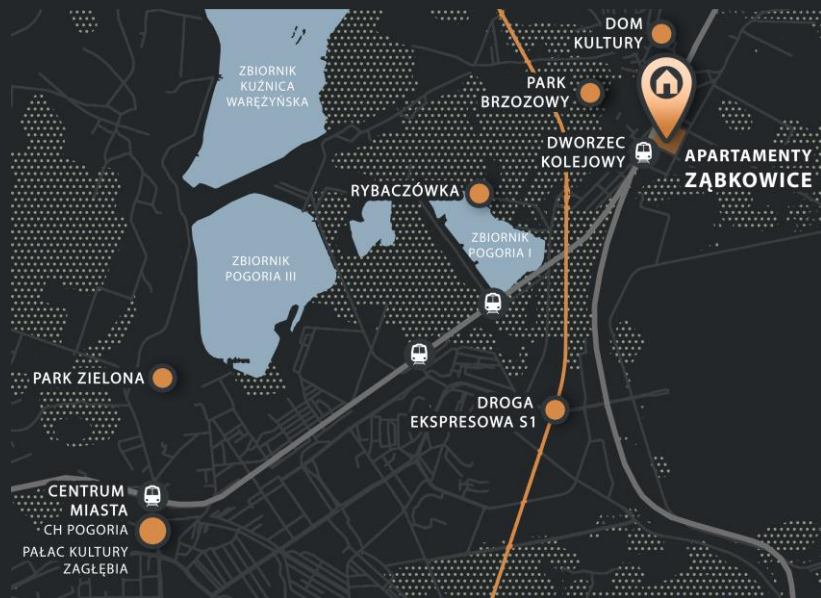 DOM
KULTURY
ZBIORNIK
KUŹNICA
WARĘŻYŃSKA
PARK
BRZOZOWY
DWORZEC
KOLEJOWY
APARTAMENTY
ZĄBKOWICE
RYBACZÓWKA
ZBIORNIK
POGORIA I
ZBIORNIK
POGORIA III
PARK ZIELONA
DROGA
EKSPRESOWA S1
CENTRUM
MIASTA
CH POGORIA
PAŁAC KULTURY
ZAGŁĘBIA